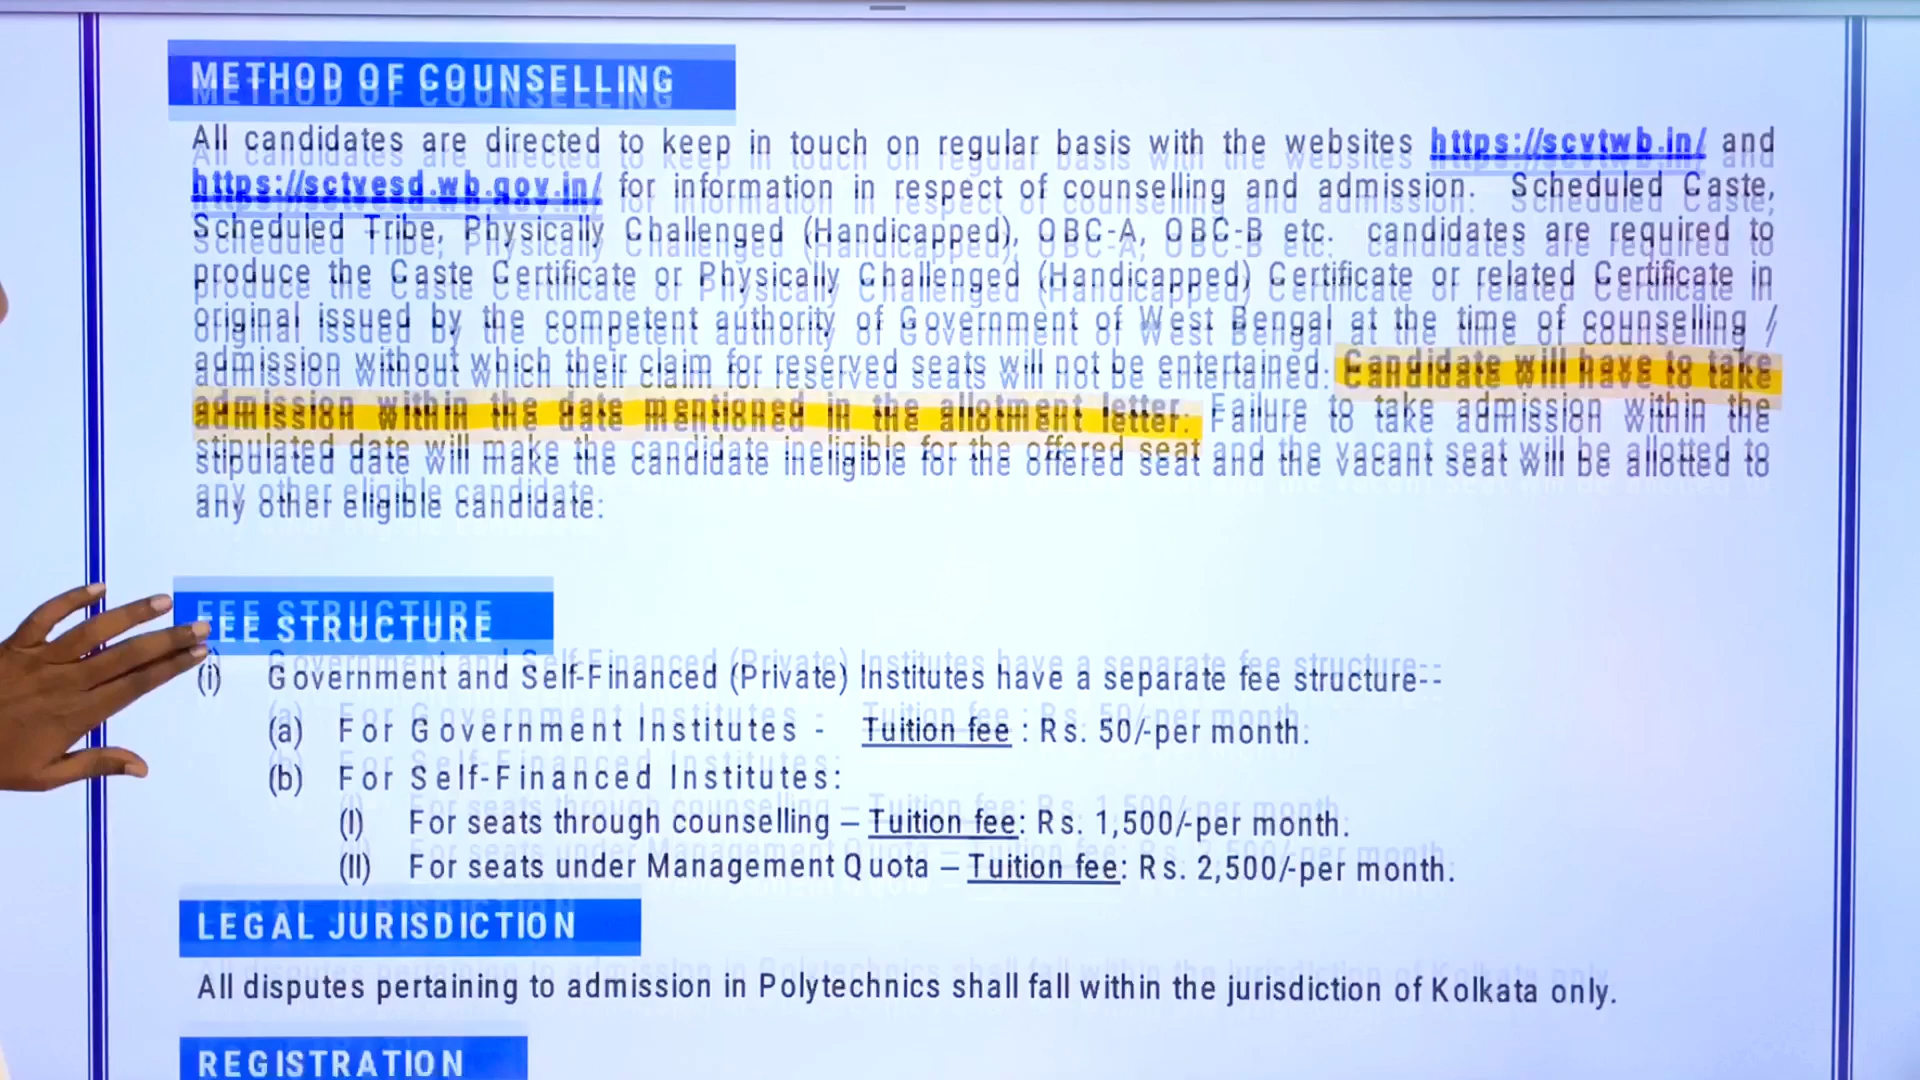 METHOD OF COUNSELLING
All candidates are directed to keep in touch on regular basis with the websites https://scvtwb.in/ and
https://sctvesd.wb.gov.in/ for information in respect of counselling and admission. Scheduled Caste,
Scheduled Tribe, Physically Challenged (Handicapped), OBC-A, OBC-B etc. candidates are required to
produce the Caste Certificate or Physically Challenged (Handicapped) Certificate or related Certificate in
original issued by the competent authority of Government of West Bengal at the time of counselling /
admission without which their claim for reserved seats will not be entertained. Candidate will have to take
admission within the date mentioned in the allotment letter. Failure to take admission within the
stipulated date will make the candidate ineligible for the offered seat and the vacant seat will be allotted to
any other eligible candidate.
FEE STRUCTURE
(i) Government and Self-Financed (Private) Institutes have a separate fee structure--
(a) For Government Institutes - Tuition fee : Rs. 50/-per month.
(b) For Self-Financed Institutes:
(I) For seats through counselling – Tuition fee: Rs. 1,500/-per month.
(II) For seats under Management Quota – Tuition fee: Rs. 2,500/-per month.
LEGAL JURISDICTION
All disputes pertaining to admission in Polytechnics shall fall within the jurisdiction of Kolkata only.
REGISTRATION